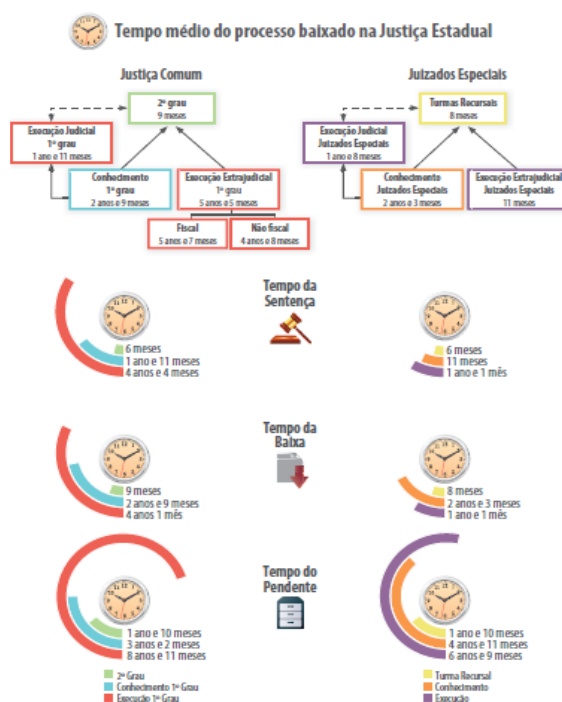 Tempo médio do processo baixado na Justiça Estadual
Justiça Comum
2º grau
9 meses
Execução Judicial
1º grau
1 ano e 11 meses
Conhecimento
1º grau
2 anos e 9 meses
Execução Extrajudicial
1º grau
5 anos e 5 meses
Fiscal
5 anos e 7 meses
Não fiscal
4 anos e 8 meses
Juizados Especiais
Turmas Recursais
8 meses
Execução Judicial
Juizados Especiais
1 ano e 8 meses
Conhecimento
Juizados Especiais
2 anos e 3 meses
Execução Extrajudicial
Juizados Especiais
11 meses
Tempo da
Sentença
6 meses
1 ano e 11 meses
4 anos e 4 meses
6 meses
11 meses
1 ano e 1 mês
Tempo da
Baixa
9 meses
2 anos e 9 meses
4 anos 1 mês
8 meses
2 anos e 3 meses
1 ano e 1 mês
Tempo do
Pendente
1 ano e 10 meses
3 anos e 2 meses
8 anos e 11 meses
1 ano e 10 meses
4 anos e 11 meses
6 anos e 9 meses
2º Grau
Conhecimento 1º Grau
Execução 1º Grau
Turma Recursal
Conhecimento
Execução